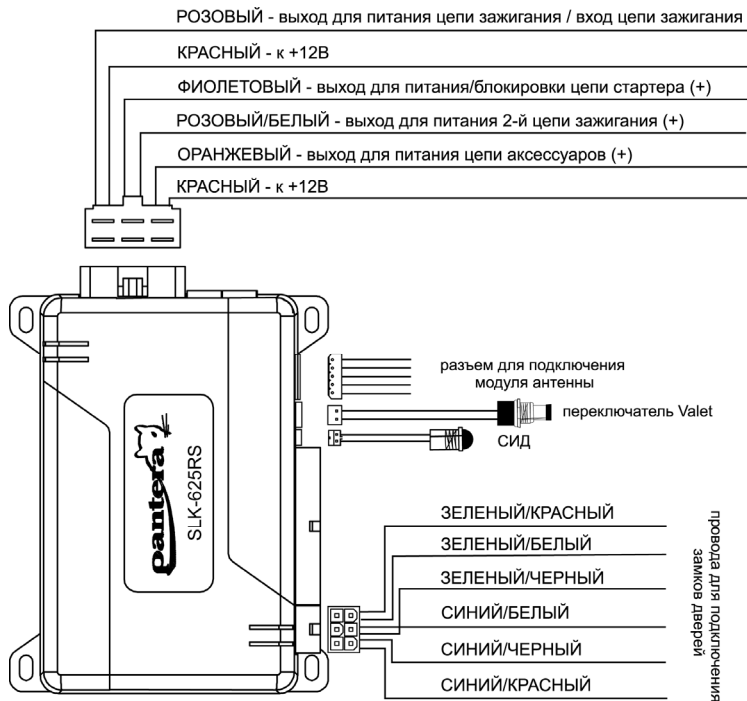 РОЗОВЫЙ - выход для питания цепи зажигания / вход цепи зажигания
КРАСНЫЙ - к +12В
ФИОЛЕТОВЫЙ - выход для питания/блокировки цепи стартера (+)
РОЗОВЫЙ/БЕЛЫЙ - выход для питания 2-й цепи зажигания (+)
ОРАНЖЕВЫЙ - выход для питания цепи аксессуаров (+)
КРАСНЫЙ - к +12В
разъем для подключения
модуля антенны
переключатель Valet
СИД
pantera
SLK-625RS
ЗЕЛЕНЫЙ/КРАСНЫЙ
ЗЕЛЕНЫЙ/БЕЛЫЙ
ЗЕЛЕНЫЙ/ЧЕРНЫЙ
СИНИЙ/БЕЛЫЙ
СИНИЙ/ЧЕРНЫЙ
СИНИЙ/КРАСНЫЙ
провода для подключения
замков дверей